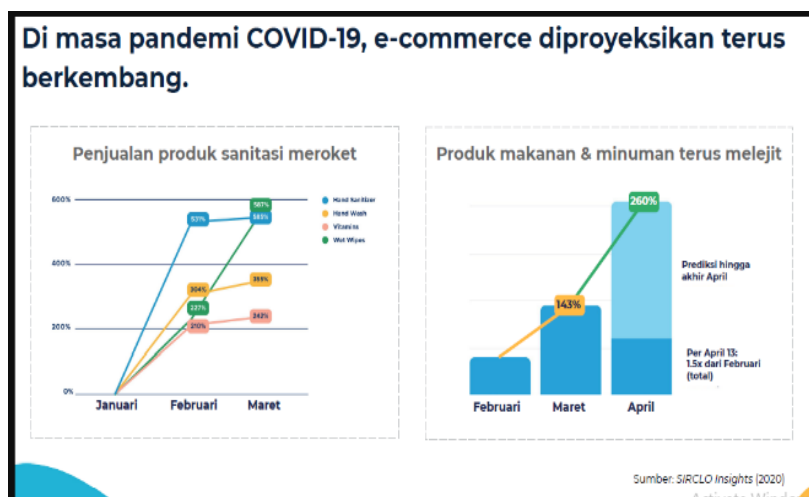 Di masa pandemi COVID-19, e-commerce diproyeksikan terus
berkembang.
Penjualan produk sanitasi meroket
600%
400%
200%
0%
531%
304%
227%
210%
567%
242%
Januari
Februari
Maret
Hand Sanitizer
Hand Wash
Vitamins
Wet Wipes
Produk makanan & minuman terus melejit
143%
260%
Prediksi hingga
akhir April
Per April 13:
1.5x dari Februari
(total)
Februari
Maret
April
Sumber: SIRCLO Insights (2020)